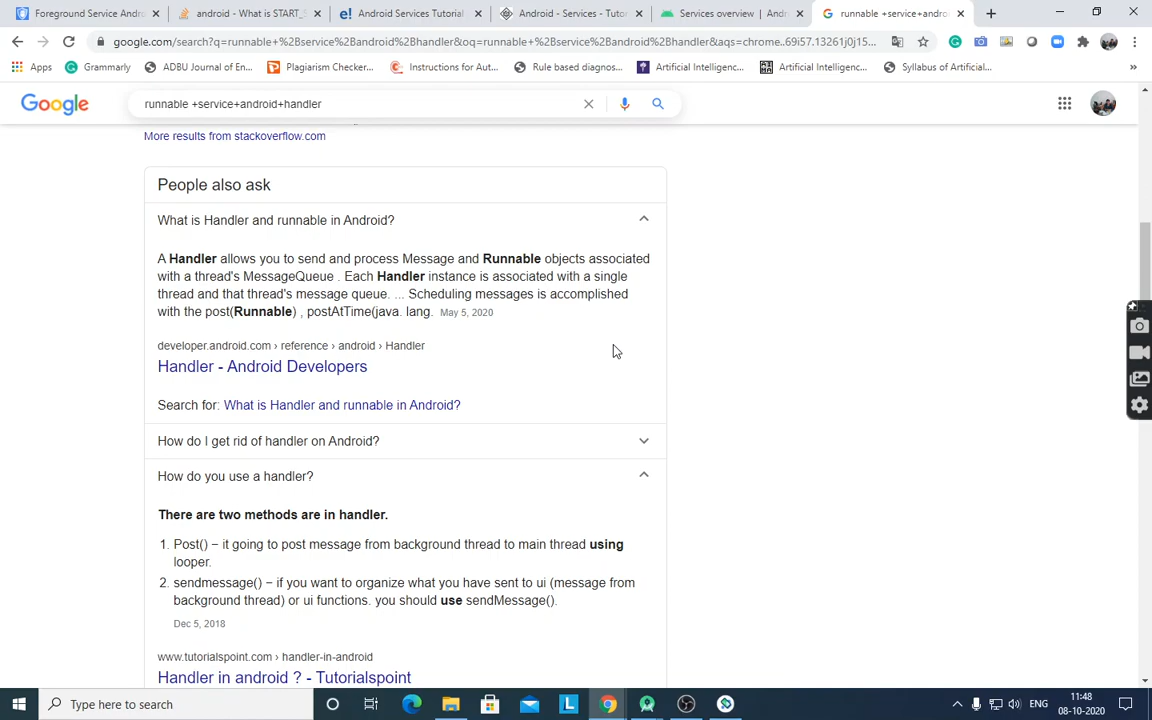 Foreground Service Andr
android - What is START_S
Android Services Tutorial
Android - Services - Tutor
Services overview | Andr
runnable +service+andro
google.com/search?q=runnable+%2Bservice%2Bandroid%2Bhandler&oq=runnable+%2Bservice%2Bandroid%2Bhandler&aqs=chrome..69i57.13261j0j15...
Apps
Grammarly
ADBU Journal of En...
Plagiarism Checker...
Instructions for Aut...
Rule based diagnos...
Artificial Intelligenc...
Artificial Intelligenc...
Syllabus of Artificial...
»
Google
runnable +service+android+handler
More results from stackoverflow.com
People also ask
What is Handler and runnable in Android?
A Handler allows you to send and process Message and Runnable objects associated
with a thread's MessageQueue . Each Handler instance is associated with a single
thread and that thread's message queue. ... Scheduling messages is accomplished
with the post(Runnable) , postAtTime(java. lang. May 5, 2020
developer.android.com › reference › android › Handler
Handler - Android Developers
Search for: What is Handler and runnable in Android?
How do I get rid of handler on Android?
How do you use a handler?
There are two methods are in handler.
1. Post() − it going to post message from background thread to main thread using
looper.
2. sendmessage() − if you want to organize what you have sent to ui (message from
background thread) or ui functions. you should use sendMessage().
Dec 5, 2018
www.tutorialspoint.com › handler-in-android
Handler in android ? - Tutorialspoint
Type here to search
ENG
11:48
08-10-2020